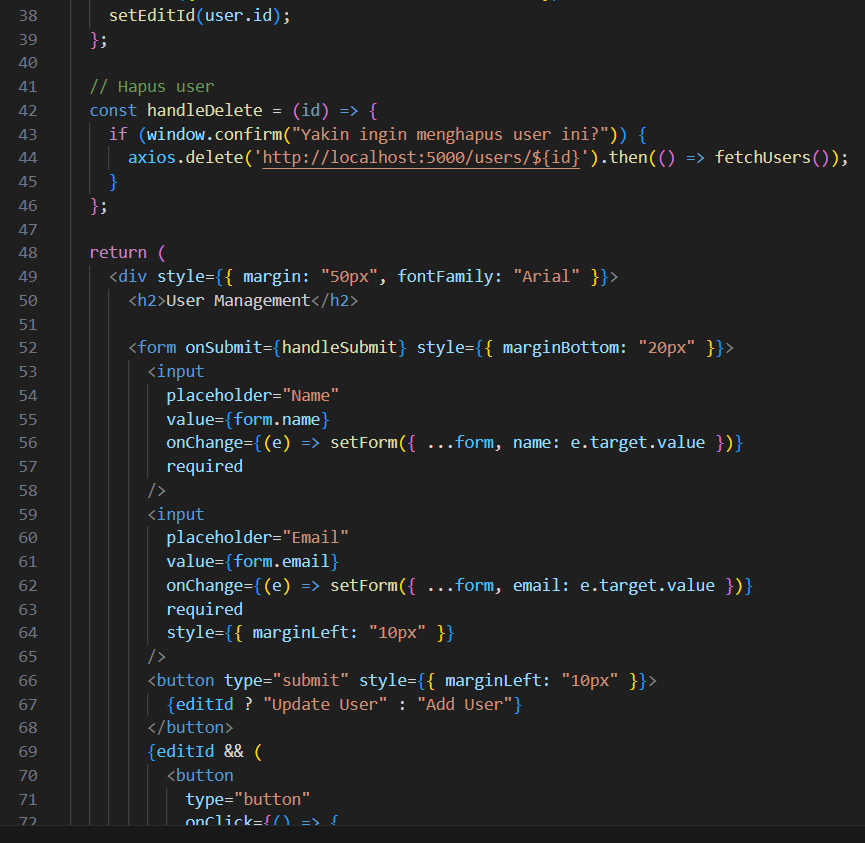 38 setEditId(user.id);
39 };
40
41 // Hapus user
42 const handleDelete = (id) => {
43 if (window.confirm("Yakin ingin menghapus user ini?")) {
44 axios.delete('http://localhost:5000/users/${id}').then(() => fetchUsers());
45 }
46 };
47
48 return (
49 <div style={{ margin: "50px", fontFamily: "Arial" }}>
50 <h2>User Management</h2>
51
52 <form onSubmit={handleSubmit} style={{ marginBottom: "20px" }}>
53 <input
54 placeholder="Name"
55 value={form.name}
56 onChange={(e) => setForm({ ...form, name: e.target.value })}
57 required
58 />
59 <input
60 placeholder="Email"
61 value={form.email}
62 onChange={(e) => setForm({ ...form, email: e.target.value })}
63 required
64 style={{ marginLeft: "10px" }}
65 />
66 <button type="submit" style={{ marginLeft: "10px" }}>
67 {editId ? "Update User" : "Add User"}
68 </button>
69 {editId && (
70 <button
71 type="button"
72 onClick={() => {